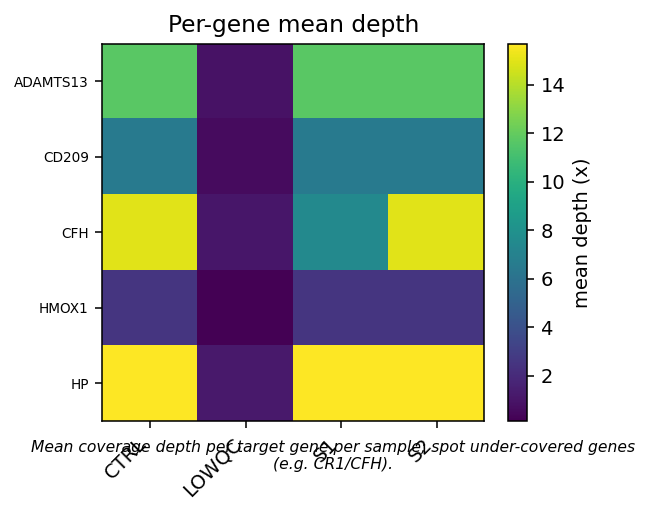 Per-gene mean depth
ADAMTS13
CD209
CFH
HMOX1
HP
14
12
10
8
6
4
2
mean depth (x)
CTRL
LOWQC
S1
S2
Mean coverage depth per target gene per sample; spot under-covered genes
(e.g. CR1/CFH).